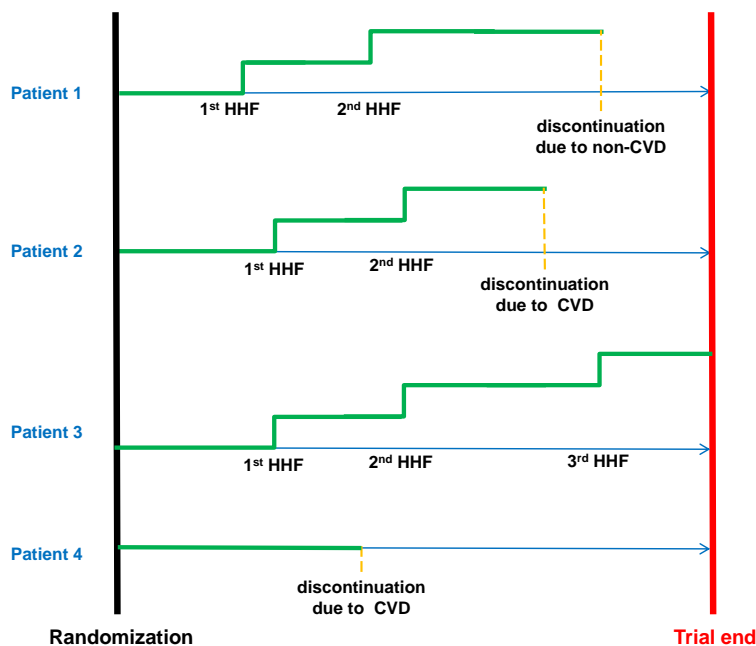 Patient 1
1st HHF
2nd HHF
discontinuation
due to non-CVD
Patient 2
1st HHF
2nd HHF
discontinuation
due to CVD
Patient 3
1st HHF
2nd HHF
3rd HHF
Patient 4
discontinuation
due to CVD
Randomization
Trial end